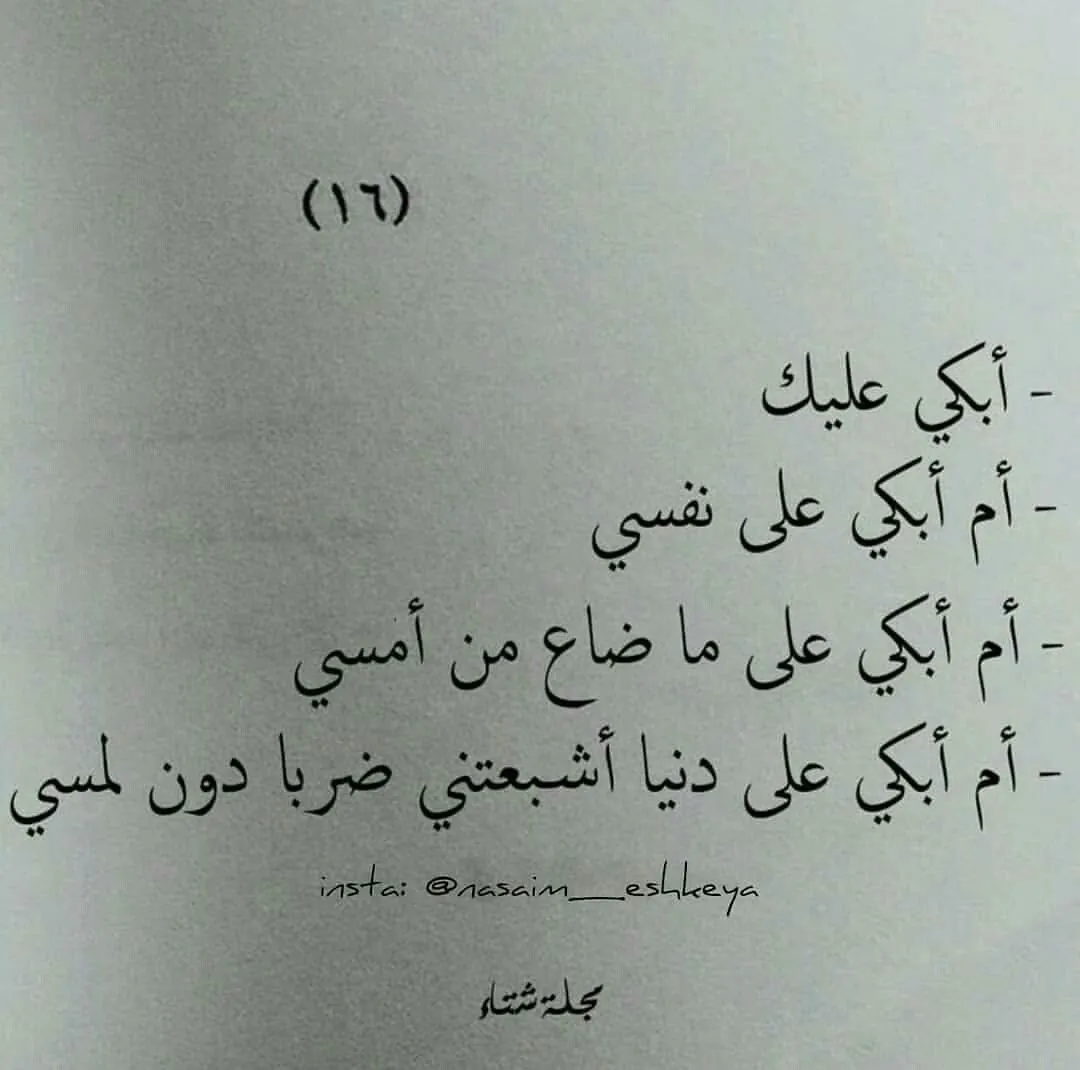 (١٦)
- أبكي عليك
- أم أبكي على نفسي
- أم أبكي على ما ضاع من أمسي
- أم أبكي على دنيا أشبعتني ضربا دون لمسي
insta: @nasaim__eshkeya
مجلة شتاء